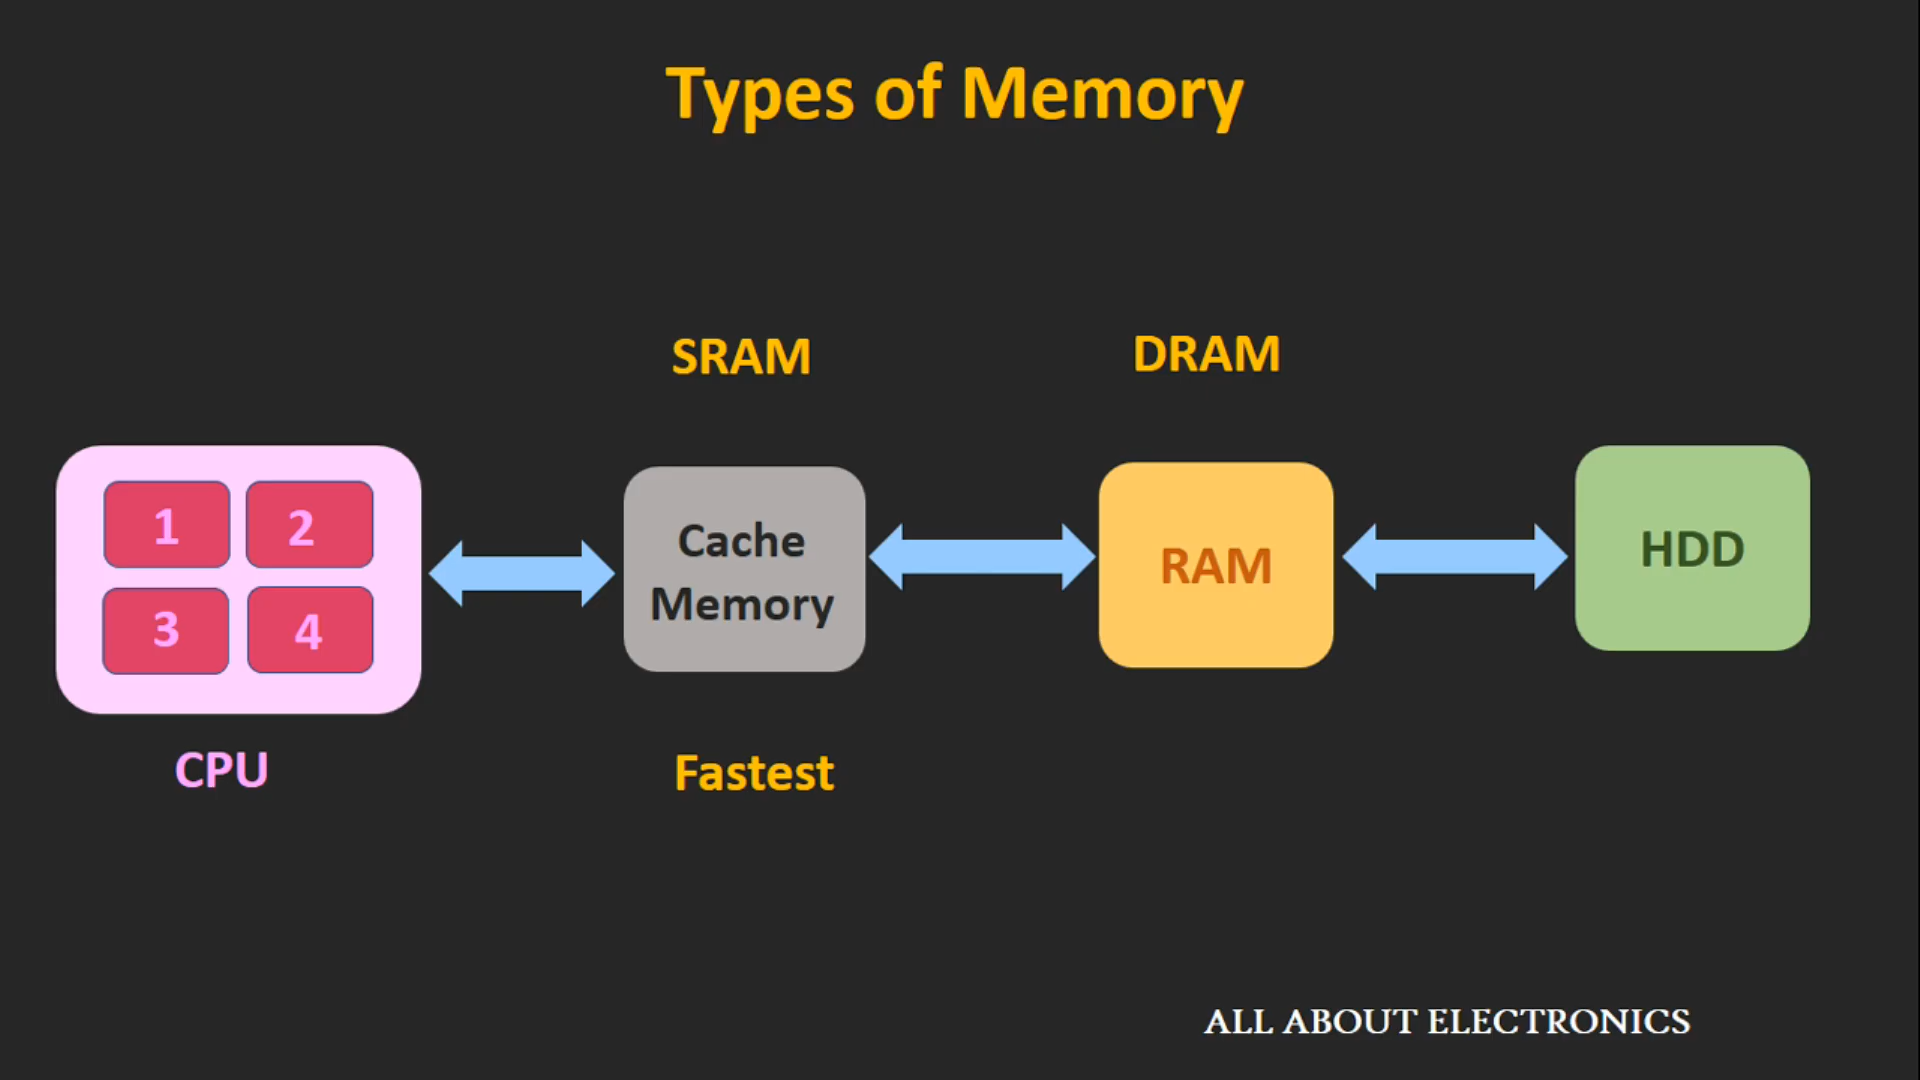 Types of Memory
SRAM
DRAM
1 2
3 4
Cache
Memory
RAM
HDD
CPU
Fastest
ALL ABOUT ELECTRONICS